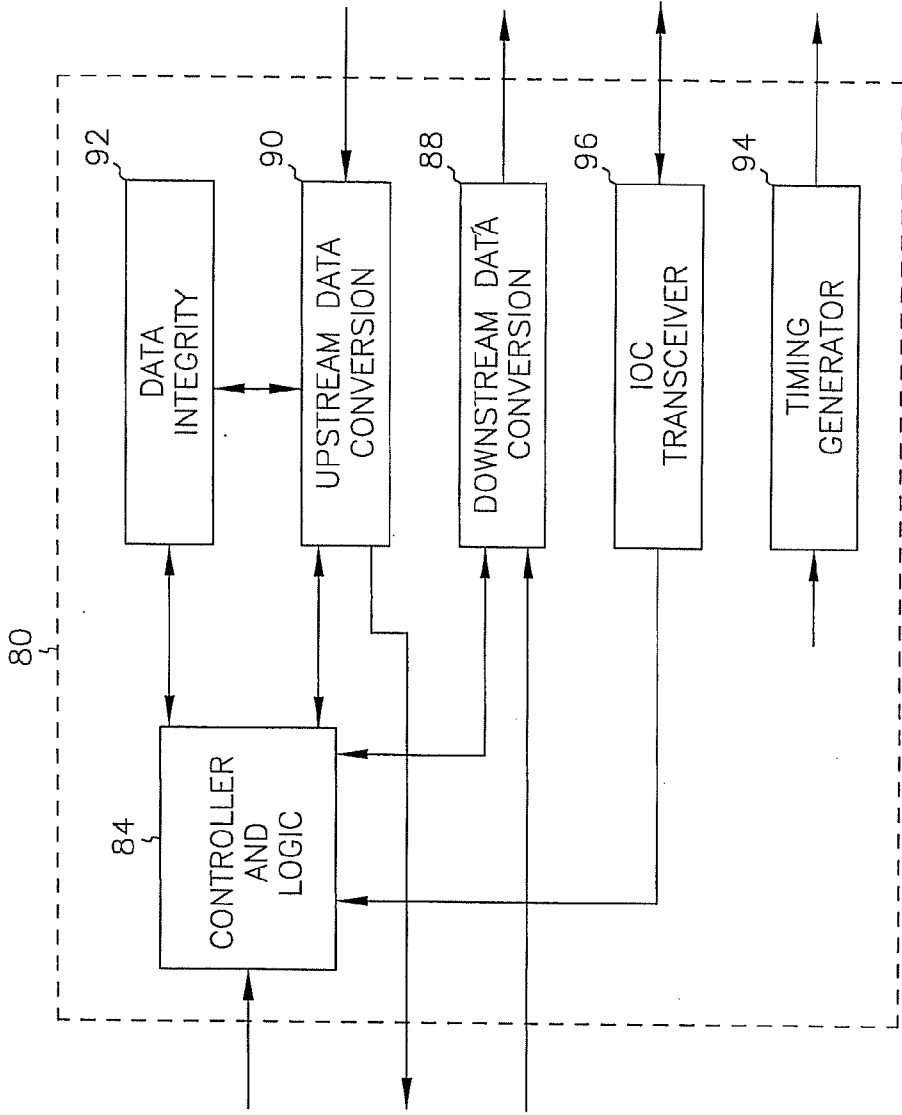 80
84
CONTROLLER
AND
LOGIC
92
DATA
INTEGRITY
90
UPSTREAM DATA
CONVERSION
88
DOWNSTREAM DATA
CONVERSION
96
IOC
TRANSCEIVER
94
TIMING
GENERATOR